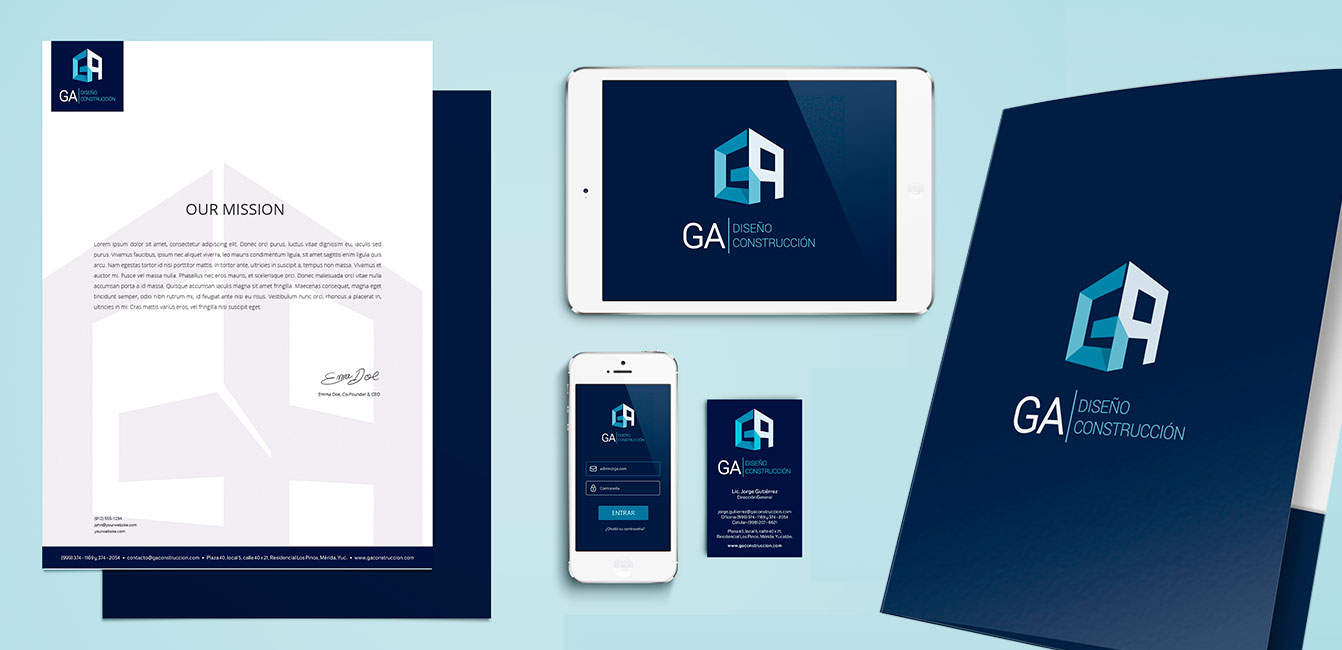 GA DISEÑO
CONSTRUCCIÓN
OUR MISSION
Lorem ipsum dolor sit amet, consectetur adipiscing elit. Donec orci purus, luctus vitae dignissim eu, iaculis sed
purus. Vivamus faucibus, ipsum nec aliquet viverra, leo mauris condimentum ligula, sit amet sagittis enim ligula quis
arcu. Nam egestas tortor id nisi porttitor mattis. In tortor ante, ultricies in suscipit a, tempus non massa. Vivamus et
auctor mi. Fusce vel massa nulla. Phasellus nec eros mauris, et scelerisque orci. Donec malesuada orci vitae nulla
accumsan porta a id massa. Quisque accumsan iaculis magna sit amet fringilla. Maecenas consequat, magna eget
tincidunt semper, odio nibh rutrum mi, id feugiat ante nisi eu risus. Vestibulum nunc orci, rhoncus a placerat in,
ultricies in mi. Cras mattis varius eros, vel fringilla nisi suscipit eget.
Emma Doe
Emma Doe, Co-Founder & CEO
(612) 555-1234
john@yourwebsite.com
yourwebsite.com
(999) 374 - 1169 y 374 - 2054 • contacto@gaconstruccion.com • Plaza 40, local 5, calle 40 x 21, Residencial Los Pinos, Mérida, Yuc. • www.gaconstruccion.com
GA DISEÑO
CONSTRUCCIÓN
GA DISEÑO
CONSTRUCCIÓN
admin@ga.com
Contraseña
ENTRAR
¿Olvidó su contraseña?
GA DISEÑO
CONSTRUCCIÓN
Lic. Jorge Gutiérrez
Dirección General
jorge.gutierrez@gaconstruccion.com
Oficina (999) 374 - 1169 y 374 - 2054
Celular (999) 207 - 6621
Plaza 40, local 5, calle 40 x 21,
Residencial Los Pinos, Mérida, Yucatán.
www.gaconstruccion.com
GA DISEÑO
CONSTRUCCIÓN